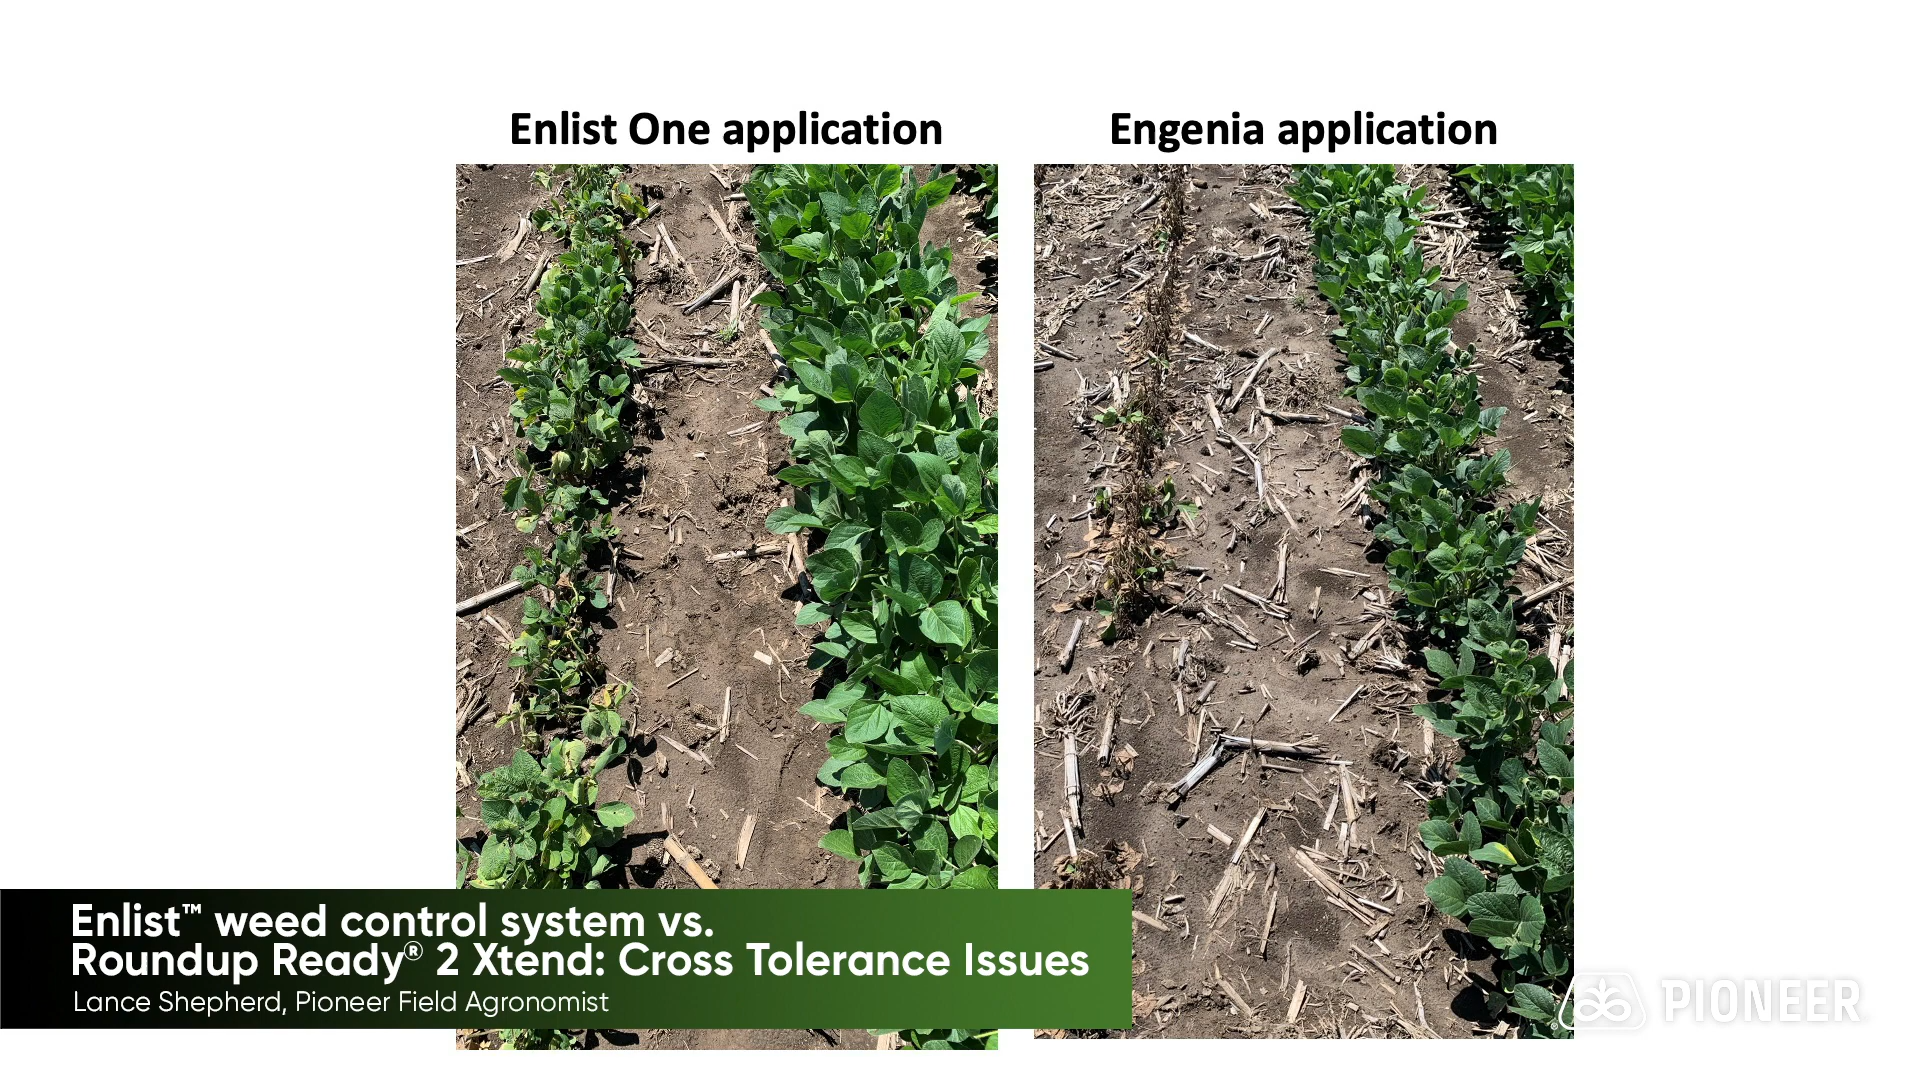 Enlist One application
Engenia application
Enlist™ weed control system vs.
Roundup Ready® 2 Xtend: Cross Tolerance Issues
Lance Shepherd, Pioneer Field Agronomist
® PIONEER